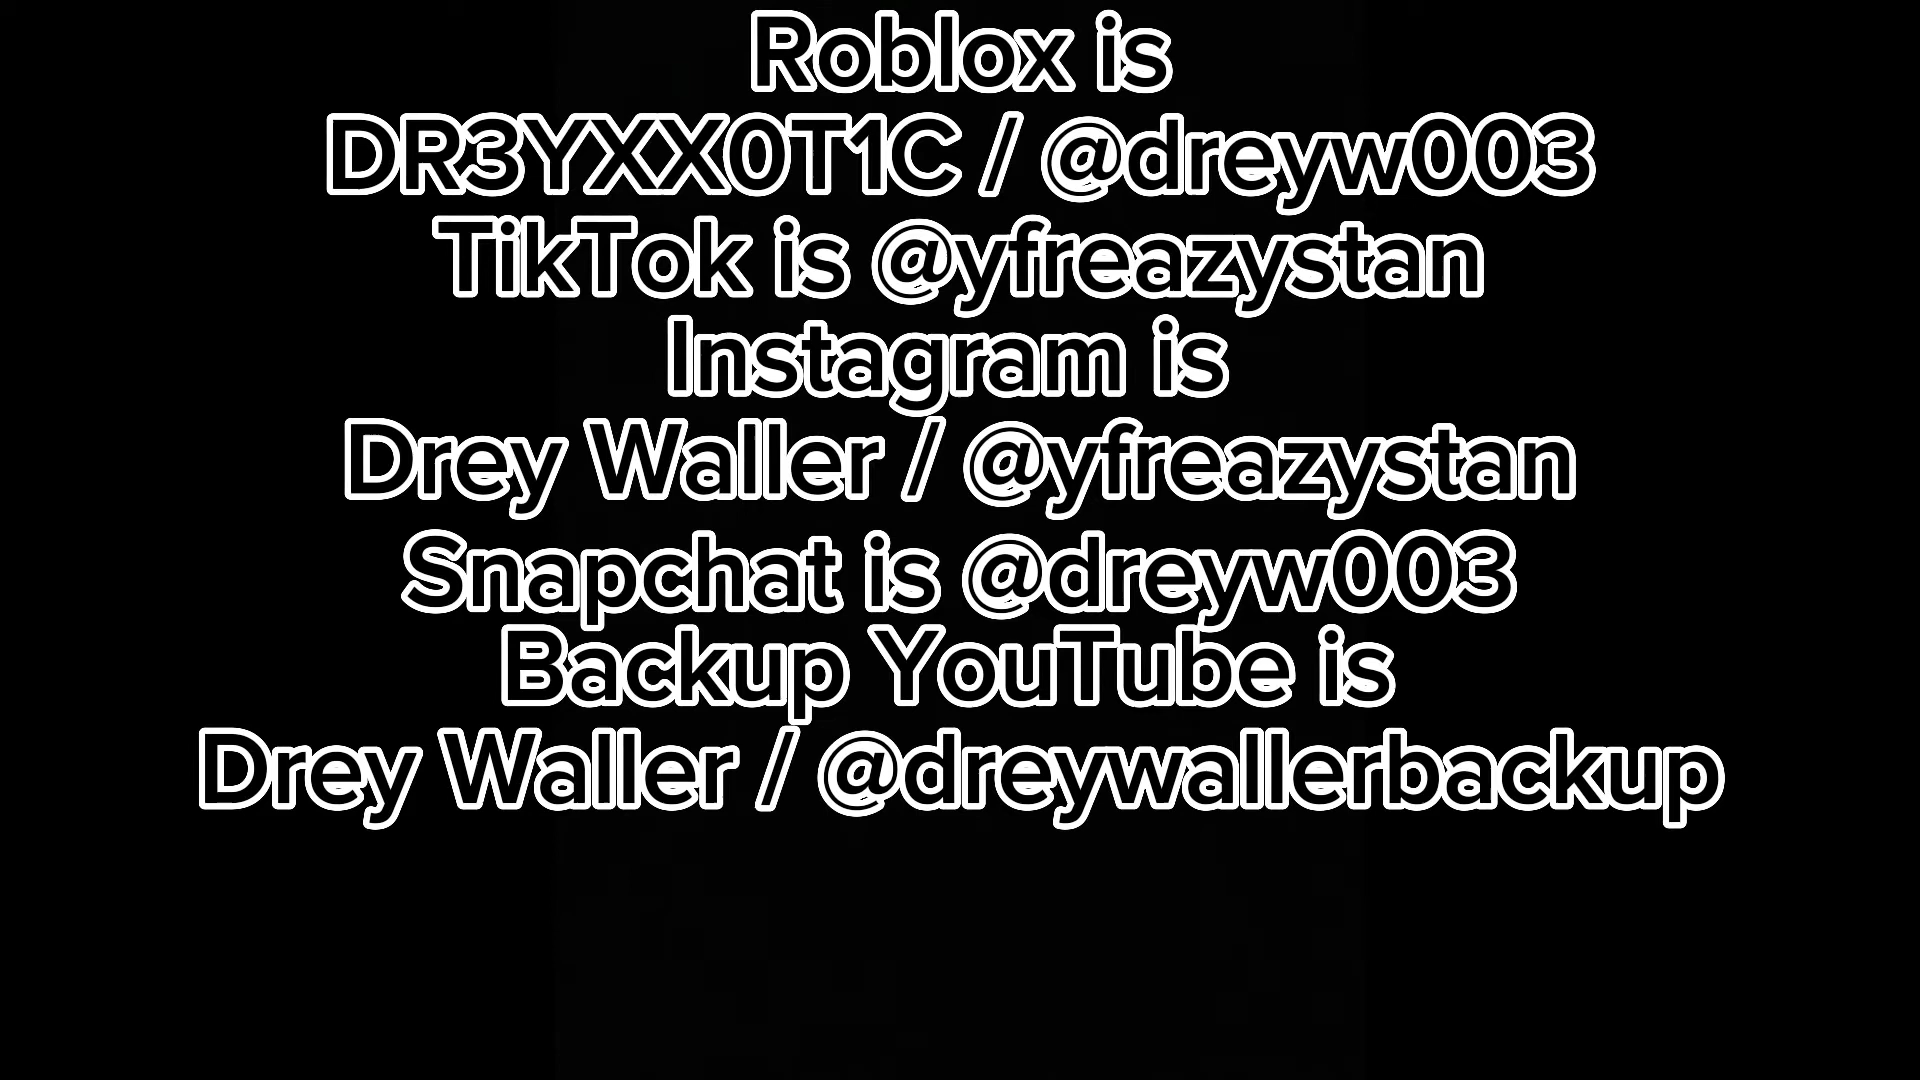 Roblox is
DR3YXX0T1C / @dreyw003
TikTok is @yfreazystan
Instagram is
Drey Waller / @yfreazystan
Snapchat is @dreyw003
Backup YouTube is
Drey Waller / @dreywallerbackup